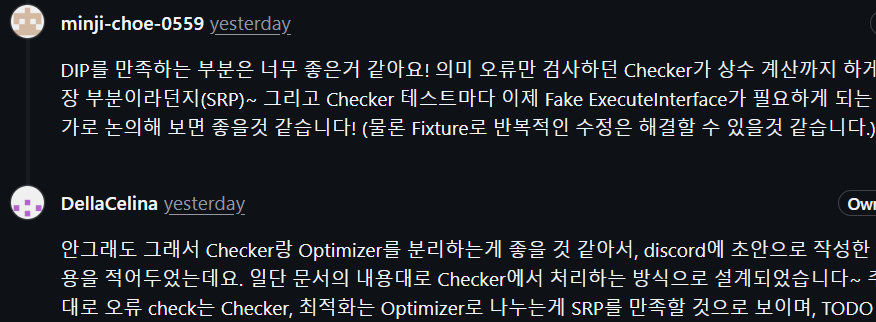 minji-choe-0559 yesterday
DIP를 만족하는 부분은 너무 좋은거 같아요! 의미 오류만 검사하던 Checker가 상수 계산까지 하게
장 부분이라던지(SRP)~ 그리고 Checker 테스트마다 이제 Fake ExecuteInterface가 필요하게 되는
가로 논의해 보면 좋을것 같습니다! (물론 Fixture로 반복적인 수정은 해결할 수 있을것 같습니다.)
DellaCelina yesterday
안그래도 그래서 Checker랑 Optimizer를 분리하는게 좋을 것 같아서, discord에 초안으로 작성한
용을 적어두었는데요. 일단 문서의 내용대로 Checker에서 처리하는 방식으로 설계되었습니다~
대로 오류 check는 Checker, 최적화는 Optimizer로 나누는게 SRP를 만족할 것으로 보이며, TODO